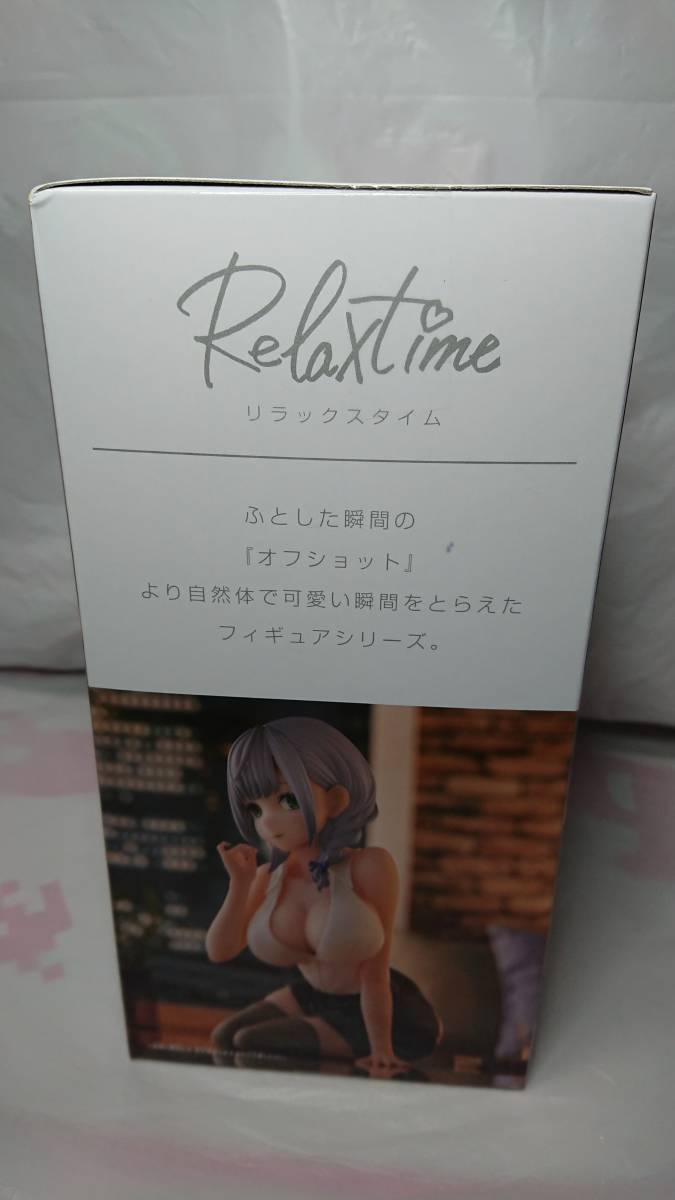 Relaxtime
リラックスタイム
ふとした瞬間の
『オフショット』
より自然体で可愛い瞬間をとらえた
フィギュアシリーズ。